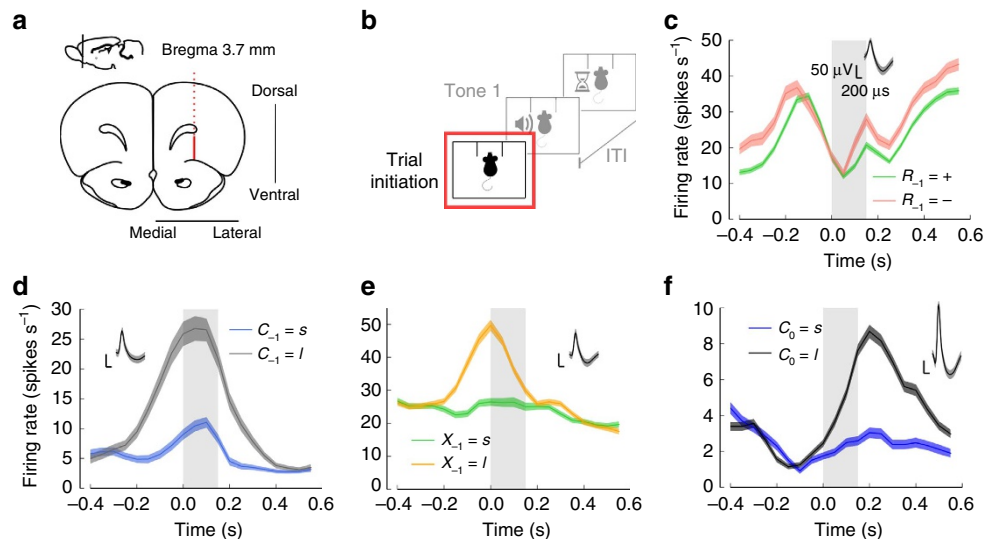 a
Bregma 3.7 mm
Dorsal
Ventral
Medial
Lateral
b
Tone 1
Trial
initiation
ITI
c
Firing rate (spikes s⁻¹)
50
40
30
20
10
0
50 μV
200 μs
R₋₁ = +
R₋₁ = −
−0.4 −0.2 0.0 0.2 0.4 0.6
Time (s)
d
Firing rate (spikes s⁻¹)
30
25
20
15
10
5
0
C₋₁ = s
C₋₁ = l
−0.4 −0.2 0.0 0.2 0.4 0.6
Time (s)
e
50
40
30
20
10
0
X₋₁ = s
X₋₁ = l
−0.4 −0.2 0.0 0.2 0.4 0.6
Time (s)
f
10
8
6
4
2
0
C₀ = s
C₀ = l
−0.4 −0.2 0.0 0.2 0.4 0.6
Time (s)